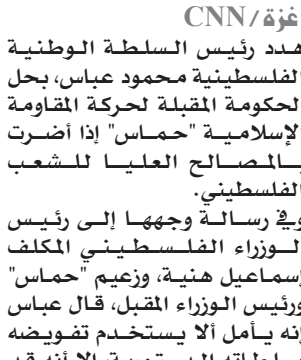 غزة/CNN
هدد رئيس السلطة الوطنية
الفلسطينية محمود عباس، بحل
الحكومة المقبلة لحركة المقاومة
الإسلامية "حماس" إذا أضرت
بالمصالح العليا للشعب
الفلسطيني.
وفي رسالة وجهها إلى رئيس
الوزراء الفلسطيني المكلف
إسماعيل هنية، وزعيم "حماس"
ورئيس الوزراء المقبل، قال عباس
إنه يأمل ألا يستخدم تفويضه